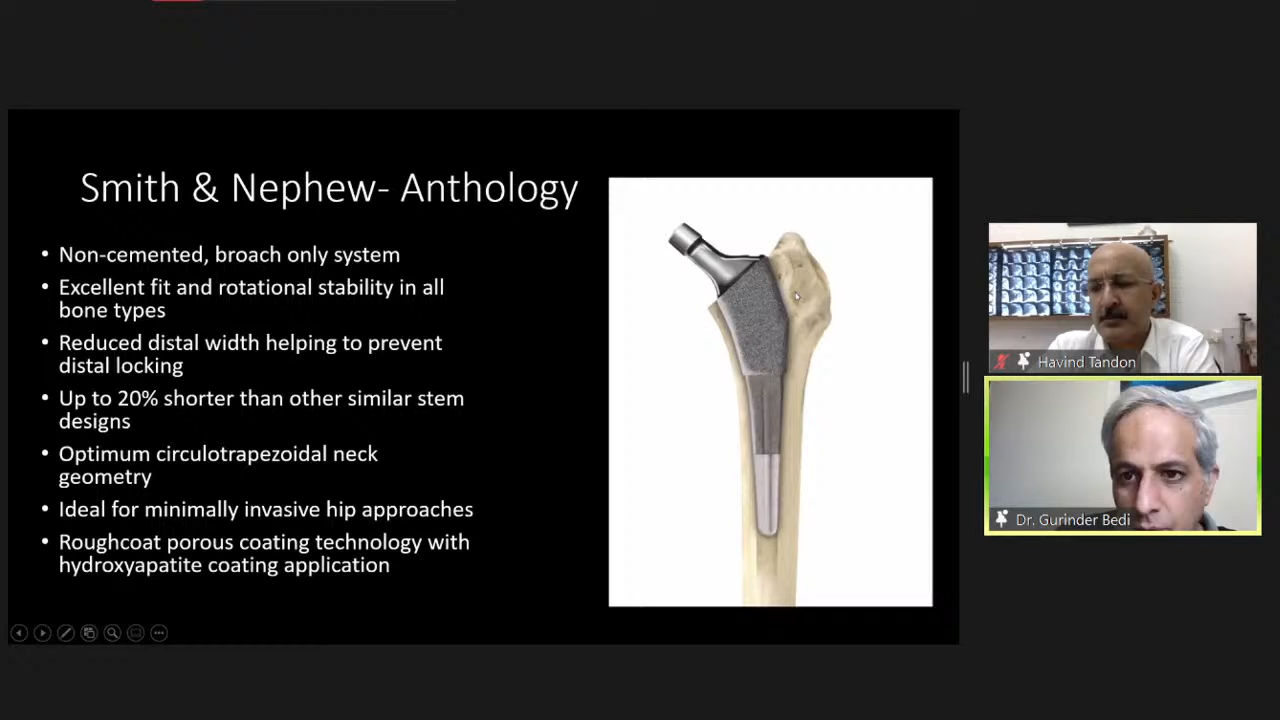 Smith & Nephew- Anthology
• Non-cemented, broach only system
• Excellent fit and rotational stability in all
bone types
• Reduced distal width helping to prevent
distal locking
• Up to 20% shorter than other similar stem
designs
• Optimum circulotrapezoidal neck
geometry
• Ideal for minimally invasive hip approaches
• Roughcoat porous coating technology with
hydroxyapatite coating application
Havind Tandon
Dr. Gurinder Bedi